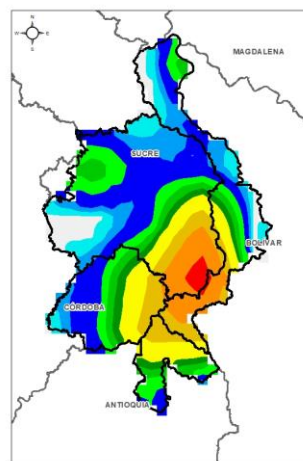 N
W E
S
MAGDALENA
SUCRE
BOLIVAR
CÓRDOBA
ANTIOQUIA